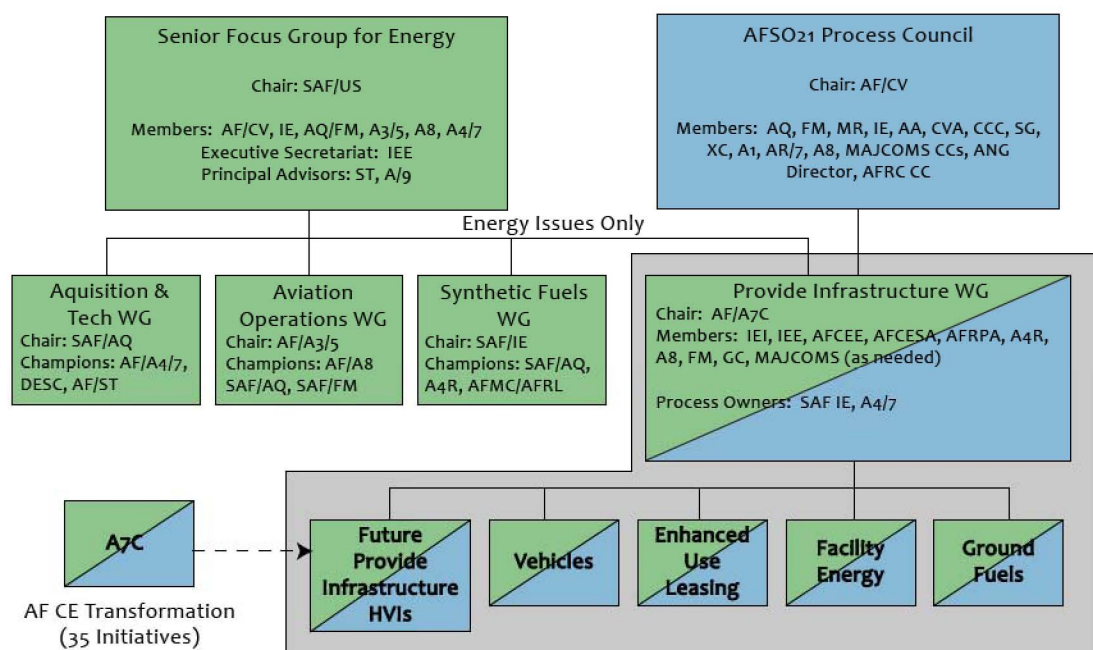 Senior Focus Group for Energy
Chair: SAF/US
Members: AF/CV, IE, AQ/FM, A3/5, A8, A4/7
Executive Secretariat: IEE
Principal Advisors: ST, A/9
AFSO21 Process Council
Chair: AF/CV
Members: AQ, FM, MR, IE, AA, CVA, CCC, SG,
XC, A1, AR/7, A8, MAJCOMS CCs, ANG
Director, AFRC CC
Energy Issues Only
Aquisition &
Tech WG
Chair: SAF/AQ
Champions: AF/A4/7,
DESC, AF/ST
Aviation
Operations WG
Chair: AF/A3/5
Champions: AF/A8
SAF/AQ, SAF/FM
Synthetic Fuels
WG
Chair: SAF/IE
Champions: SAF/AQ,
A4R, AFMC/AFRL
Provide Infrastructure WG
Chair: AF/A7C
Members: IEI, IEE, AFCEE, AFCESA, AFRPA, A4R,
A8, FM, GC, MAJCOMS (as needed)
Process Owners: SAF IE, A4/7
A7C
AF CE Transformation
(35 Initiatives)
Future
Provide
Infrastructure
HVIs
Vehicles
Enhanced
Use
Leasing
Facility
Energy
Ground
Fuels